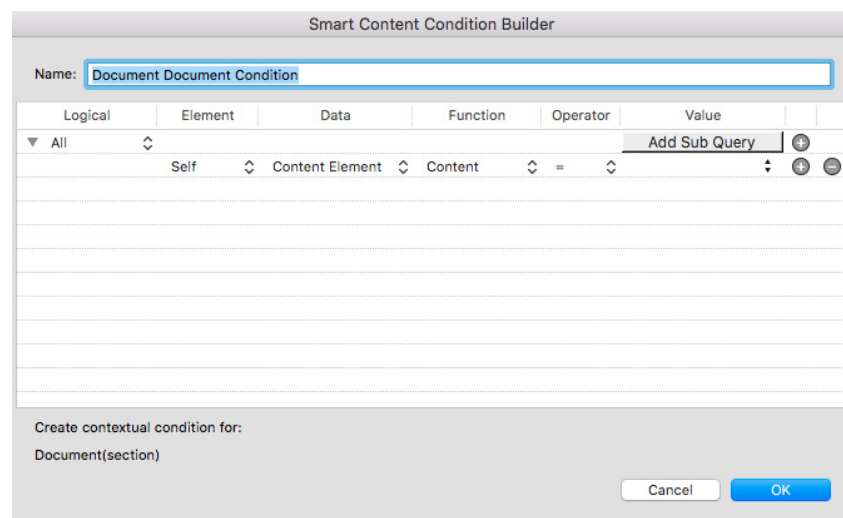 Smart Content Condition Builder
Name: Document Document Condition
Logical Element Data Function Operator Value
All Add Sub Query
Self Content Element Content =
Create contextual condition for:
Document(section)
Cancel OK